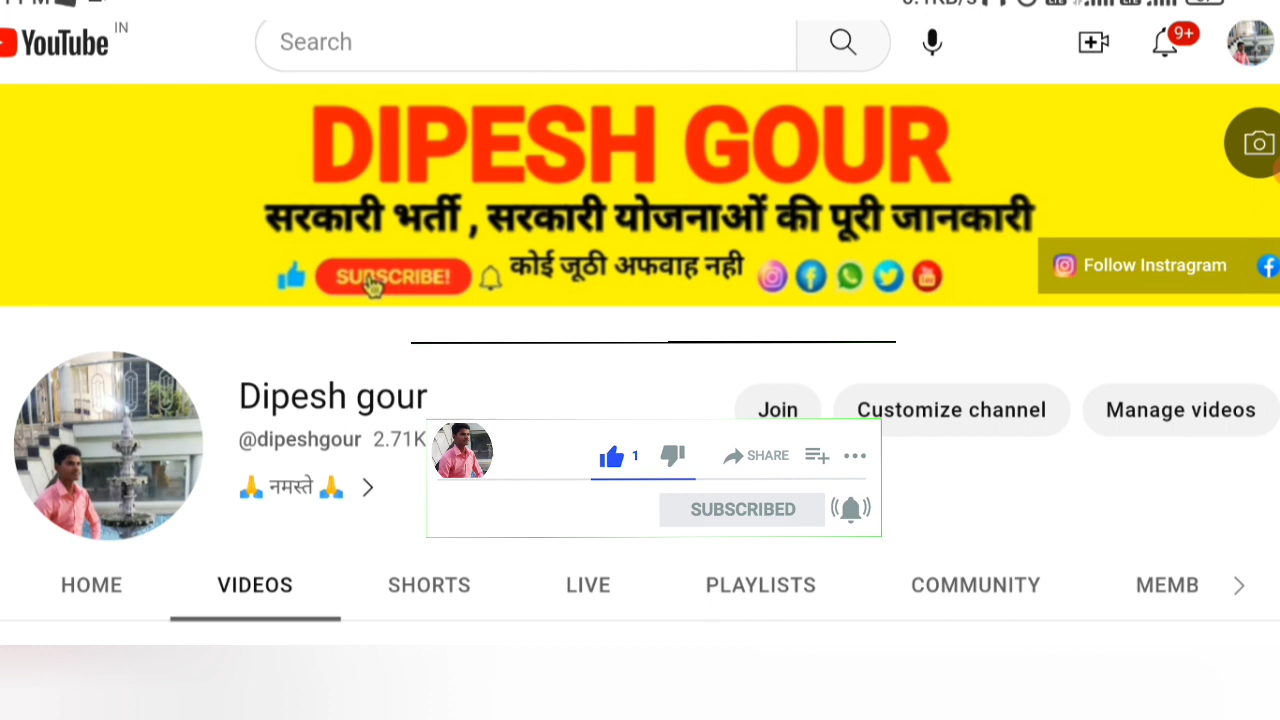 YouTube IN
Search
9+
DIPESH GOUR
सरकारी भर्ती , सरकारी योजनाओं की पूरी जानकारी
SUBSCRIBE! कोई जूठी अफवाह नही
Follow Instragram
Dipesh gour
Join Customize channel Manage videos
@dipeshgour 2.71K
1 SHARE
🙏 नमस्ते 🙏
SUBSCRIBED
HOME VIDEOS SHORTS LIVE PLAYLISTS COMMUNITY MEMB